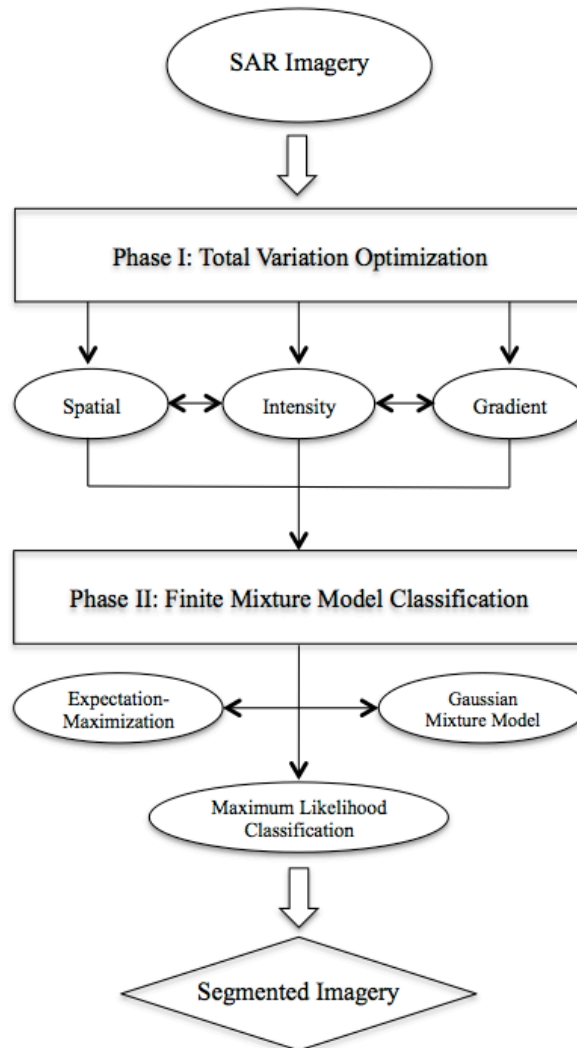 SAR Imagery
Phase I: Total Variation Optimization
Spatial
Intensity
Gradient
Phase II: Finite Mixture Model Classification
Expectation-
Maximization
Gaussian
Mixture Model
Maximum Likelihood
Classification
Segmented Imagery